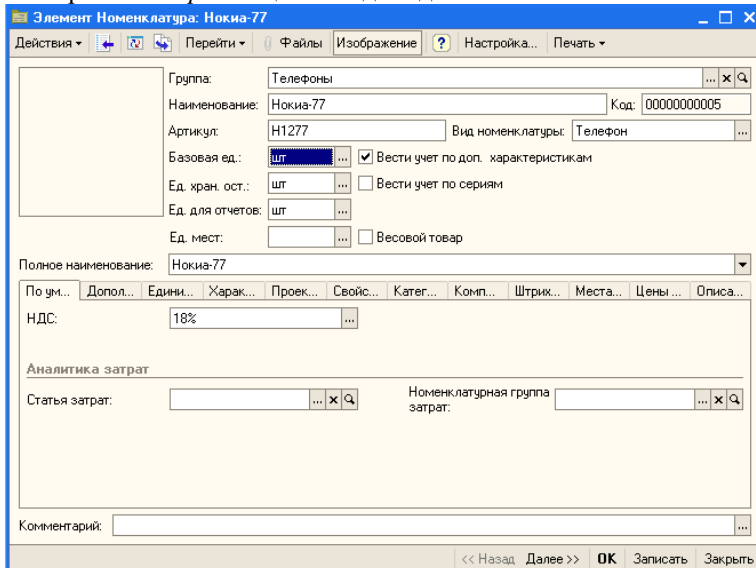 Элемент Номенклатура: Нокиа-77
Действия Перейти Файлы Изображение ? Настройка... Печать
Группа: Телефоны ... x
Наименование: Нокиа-77 Код: 00000000005
Артикул: Н1277 Вид номенклатуры: Телефон ...
Базовая ед.: шт ... Вести учет по доп. характеристикам
Ед. хран. ост.: шт ... Вести учет по сериям
Ед. для отчетов: шт ...
Ед. мест: ... Весовой товар
Полное наименование: Нокиа-77
По ум... Допол... Едини... Харак... Проек... Свойс... Катег... Комп... Штрих... Места... Цены ... Описа...
НДС: 18% ...
Аналитика затрат
Статья затрат: ... x Номенклатурная группа затрат: ... x
Комментарий: ...
<< Назад Далее >> OK Записать Закрыть